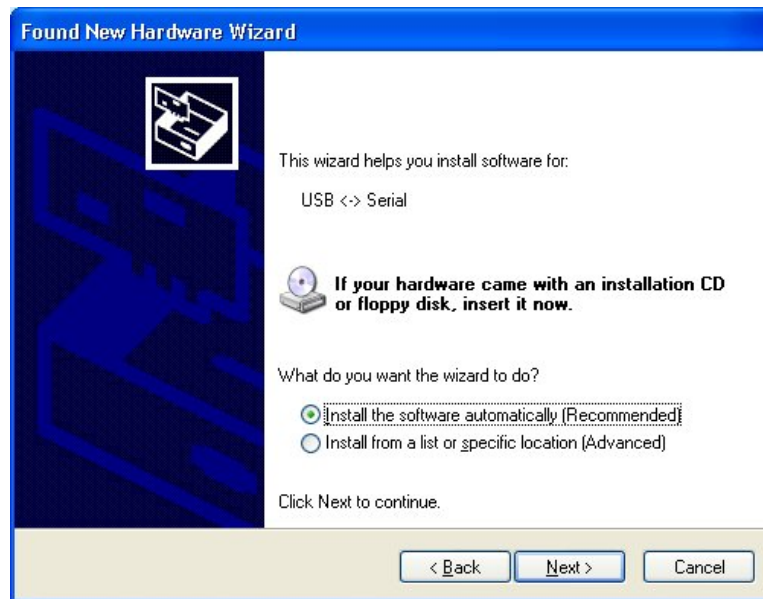 Found New Hardware Wizard
This wizard helps you install software for:
USB <-> Serial
If your hardware came with an installation CD
or floppy disk, insert it now.
What do you want the wizard to do?
Install the software automatically (Recommended)
Install from a list or specific location (Advanced)
Click Next to continue.
< Back Next > Cancel